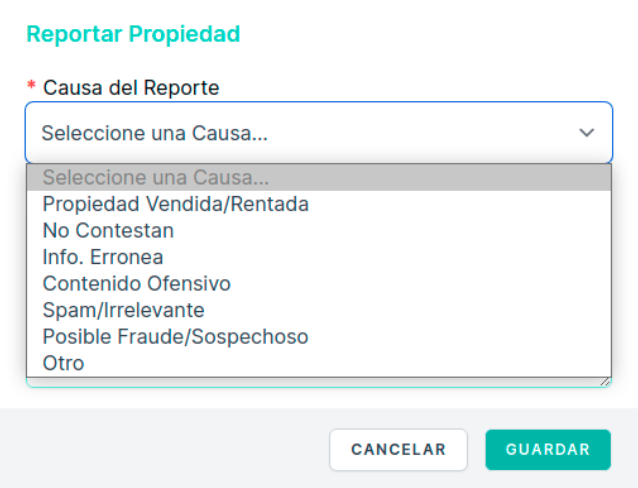 Reportar Propiedad
* Causa del Reporte
Seleccione una Causa...
Seleccione una Causa...
Propiedad Vendida/Rentada
No Contestan
Info. Erronea
Contenido Ofensivo
Spam/Irrelevante
Posible Fraude/Sospechoso
Otro
CANCELAR GUARDAR